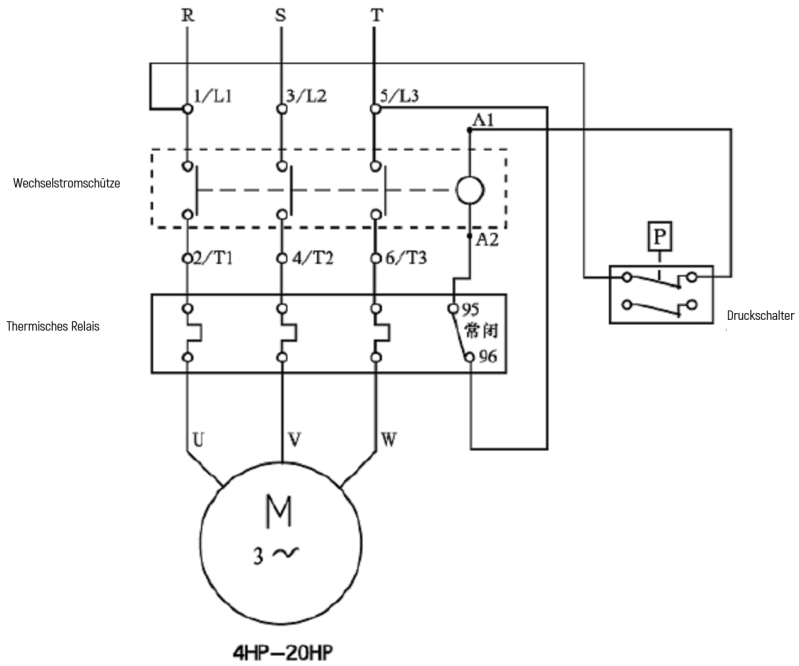 R S T
1/L1 3/L2 5/L3
A1
Wechselstromschütze
P
A2
2/T1 4/T2 6/T3
95
Druckschalter
Thermisches Relais
常闭
96
U V W
M
3 ~
4HP-20HP